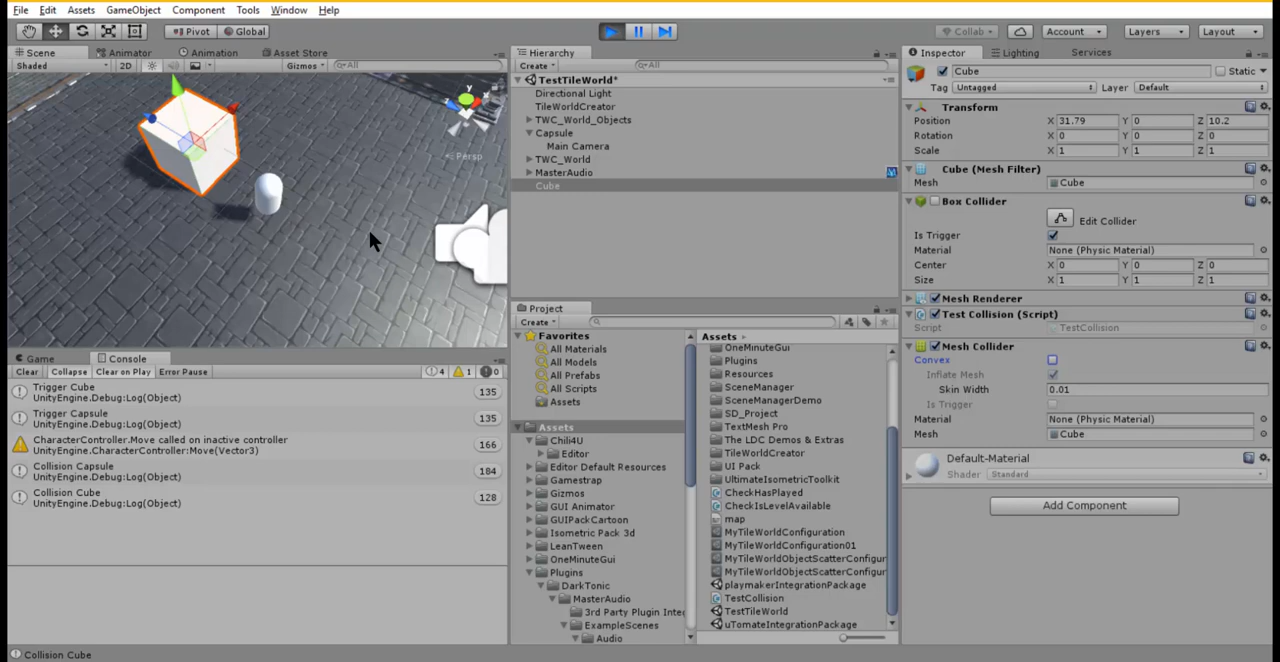 File Edit Assets GameObject Component Tools Window Help
Pivot Global Collab Account Layers Layout
Scene Animator Animation Asset Store
Shaded 2D Gizmos All
y x
Persp
Hierarchy
Create All
TestTileWorld*
Directional Light
TileWorldCreator
TWC_World_Objects
Capsule
Main Camera
TWC_World
MasterAudio
Cube
Game Console
Clear Collapse Clear on Play Error Pause 4 1 0
Trigger Cube
UnityEngine.Debug:Log(Object) 135
Trigger Capsule
UnityEngine.Debug:Log(Object) 135
CharacterController.Move called on inactive controller
UnityEngine.CharacterController:Move(Vector3) 166
Collision Capsule
UnityEngine.Debug:Log(Object) 184
Collision Cube
UnityEngine.Debug:Log(Object) 128
Collision Cube
Project
Create
Favorites
All Materials
All Models
All Prefabs
All Scripts
Assets
Assets
Chili4U
Editor
Editor Default Resources
Gamestrap
Gizmos
GUI Animator
GUIPackCartoon
Isometric Pack 3d
LeanTween
OneMinuteGui
Plugins
DarkTonic
MasterAudio
3rd Party Plugin Inte
ExampleScenes
Audio
Assets
OneMinuteGui
Plugins
Resources
SceneManager
SceneManagerDemo
SD_Project
TextMesh Pro
The LDC Demos & Extras
TileWorldCreator
UI Pack
UltimateIsometricToolkit
CheckHasPlayed
CheckIsLevelAvailable
map
MyTileWorldConfiguration
MyTileWorldConfiguration01
MyTileWorldObjectScatterConfigur
MyTileWorldObjectScatterConfigur
playmakerIntegrationPackage
TestCollision
TestTileWorld
uTomateIntegrationPackage
Inspector Lighting Services
Cube Static
Tag Untagged Layer Default
Transform
Position X 31.79 Y 0 Z 10.2
Rotation X 0 Y 0 Z 0
Scale X 1 Y 1 Z 1
Cube (Mesh Filter)
Mesh Cube
Box Collider
Edit Collider
Is Trigger
Material None (Physic Material)
Center X 0 Y 0 Z 0
Size X 1 Y 1 Z 1
Mesh Renderer
Test Collision (Script)
Script TestCollision
Mesh Collider
Convex
Inflate Mesh
Skin Width 0.01
Is Trigger
Material None (Physic Material)
Mesh Cube
Default-Material
Shader Standard
Add Component